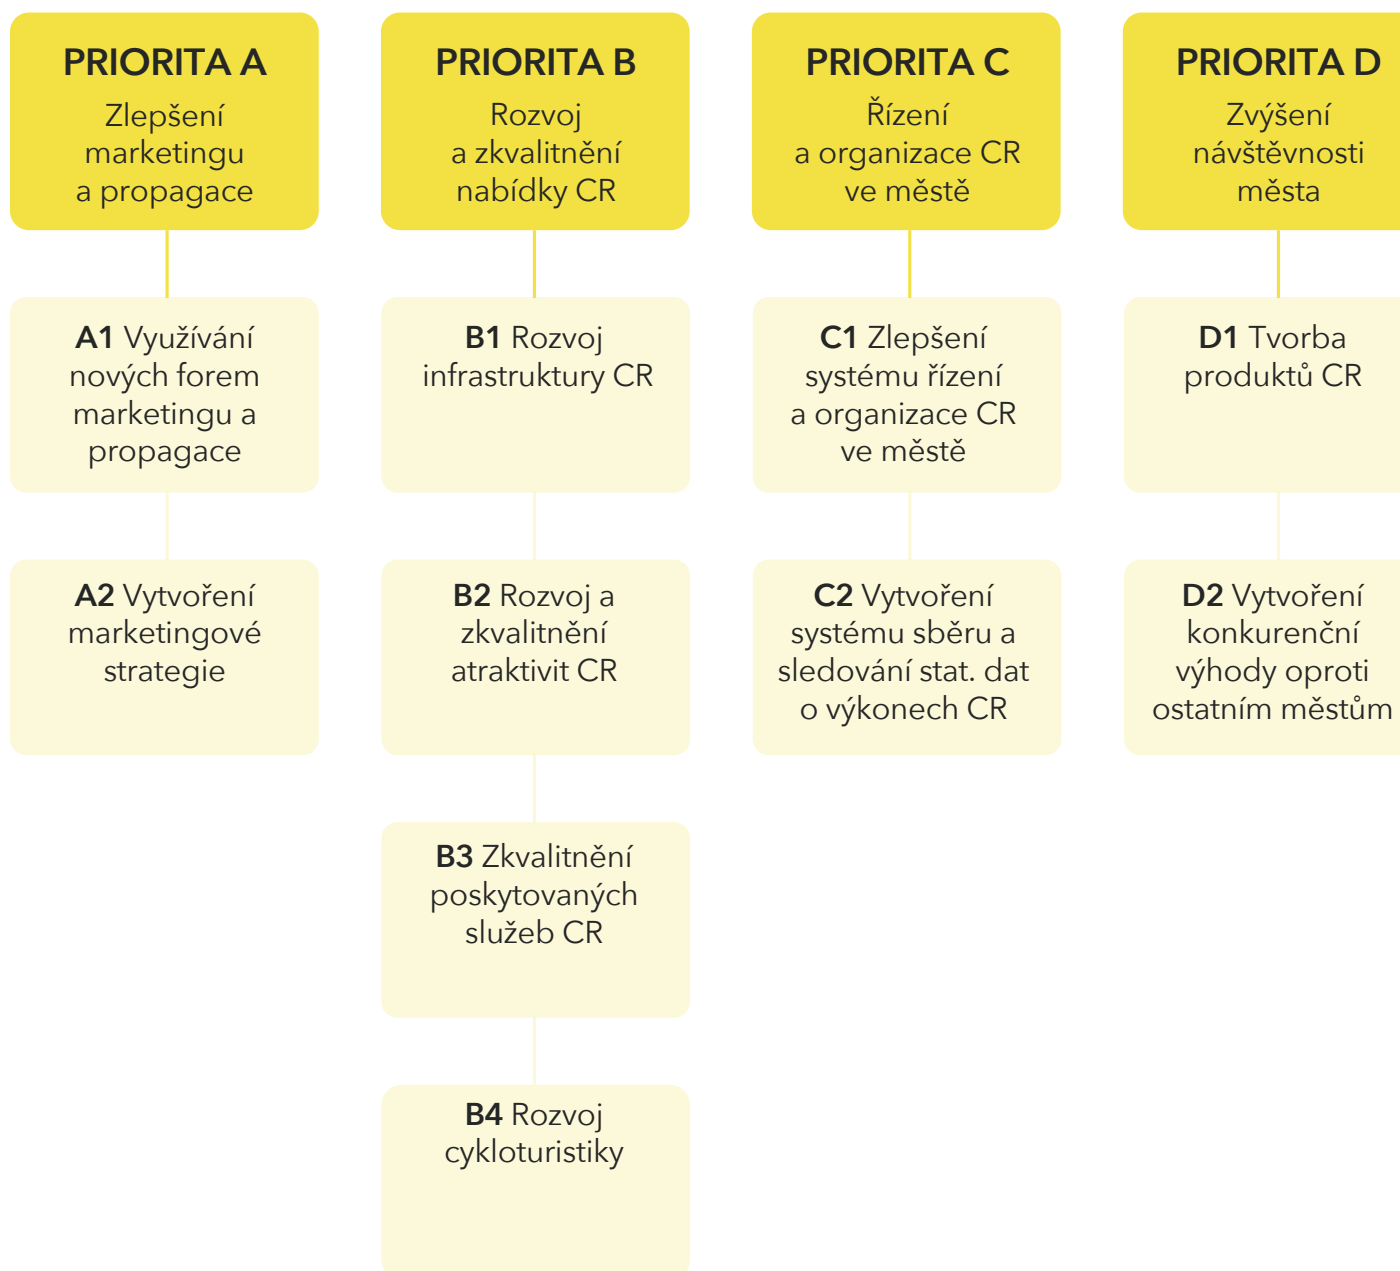 PRIORITA A
Zlepšení
marketingu
a propagace
A1 Využívání
nových forem
marketingu a
propagace
A2 Vytvoření
marketingové
strategie
PRIORITA B
Rozvoj
a zkvalitnění
nabídky CR
B1 Rozvoj
infrastruktury CR
B2 Rozvoj a
zkvalitnění
atraktivit CR
B3 Zkvalitnění
poskytovaných
služeb CR
B4 Rozvoj
cykloturistiky
PRIORITA C
Řízení
a organizace CR
ve městě
C1 Zlepšení
systému řízení
a organizace CR
ve městě
C2 Vytvoření
systému sběru a
sledování stat. dat
o výkonech CR
PRIORITA D
Zvýšení
návštěvnosti
města
D1 Tvorba
produktů CR
D2 Vytvoření
konkurenční
výhody oproti
ostatním městům